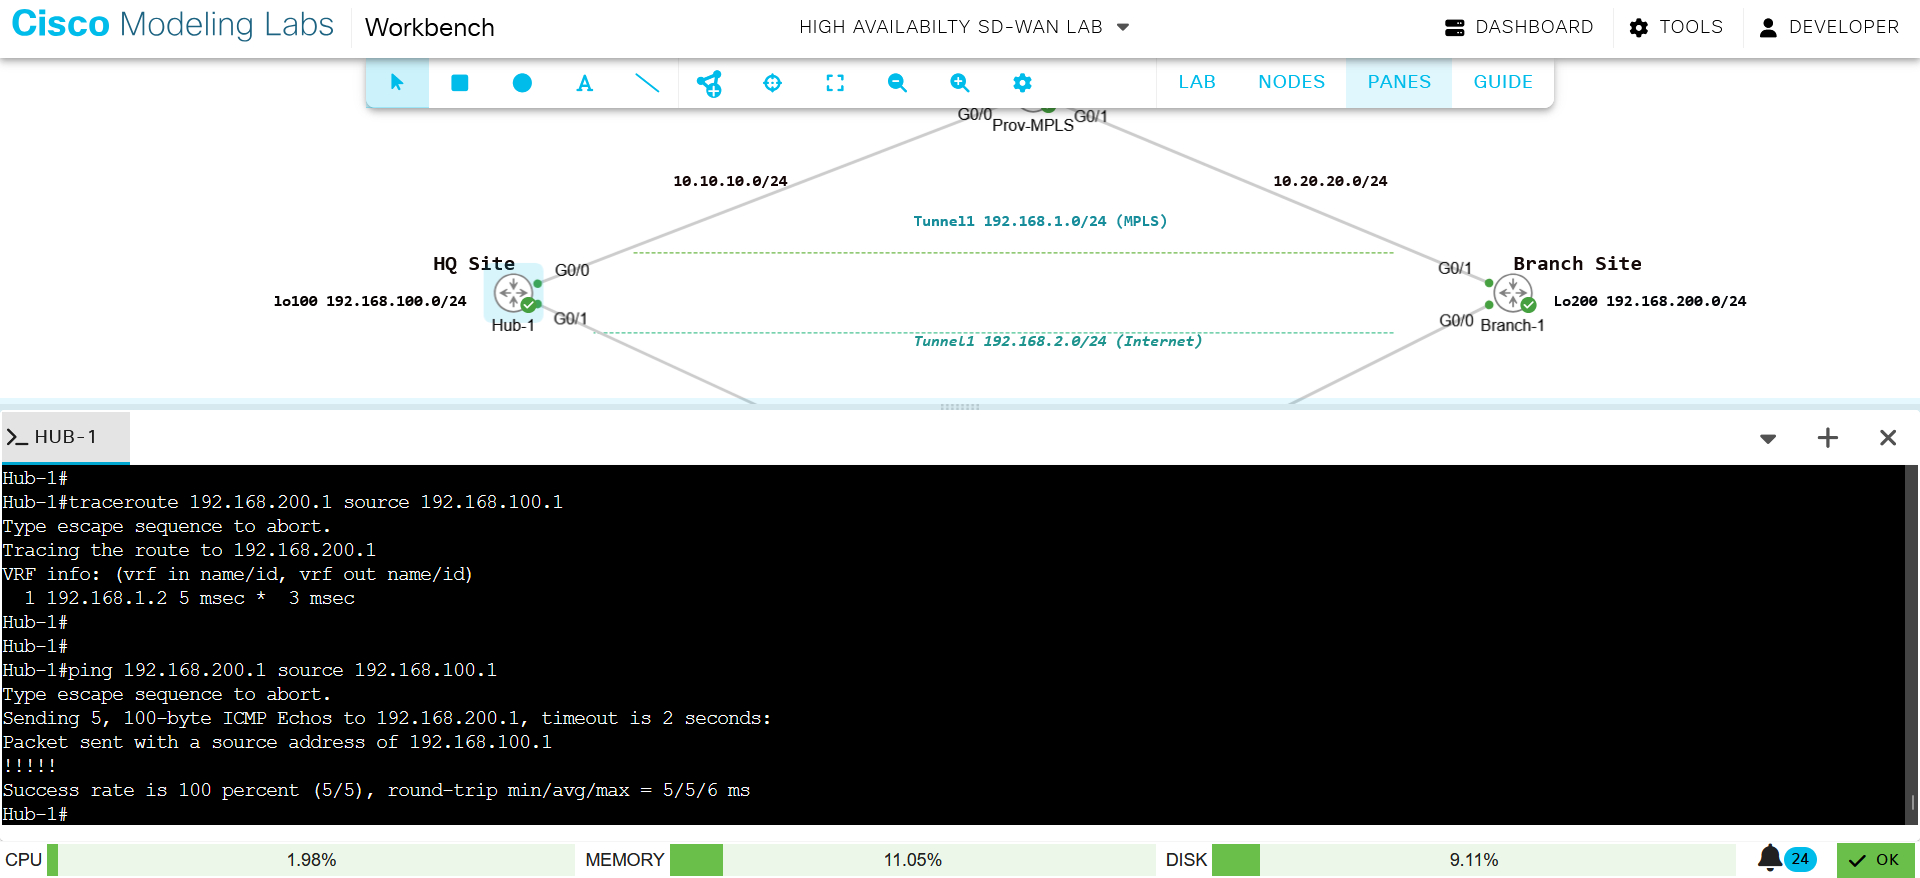 Cisco Modeling Labs Workbench HIGH AVAILABILTY SD-WAN LAB DASHBOARD TOOLS DEVELOPER
LAB NODES PANES GUIDE
G0/0 Prov-MPLS G0/1
10.10.10.0/24 10.20.20.0/24
Tunnel1 192.168.1.0/24 (MPLS)
HQ Site G0/0 G0/1 Branch Site
lo100 192.168.100.0/24 Lo200 192.168.200.0/24
Hub-1 G0/1 G0/0 Branch-1
Tunnel1 192.168.2.0/24 (Internet)
HUB-1
Hub-1#
Hub-1#traceroute 192.168.200.1 source 192.168.100.1
Type escape sequence to abort.
Tracing the route to 192.168.200.1
VRF info: (vrf in name/id, vrf out name/id)
  1 192.168.1.2 5 msec *  3 msec
Hub-1#
Hub-1#
Hub-1#ping 192.168.200.1 source 192.168.100.1
Type escape sequence to abort.
Sending 5, 100-byte ICMP Echos to 192.168.200.1, timeout is 2 seconds:
Packet sent with a source address of 192.168.100.1
!!!!!
Success rate is 100 percent (5/5), round-trip min/avg/max = 5/5/6 ms
Hub-1#
CPU 1.98% MEMORY 11.05% DISK 9.11% 24 OK